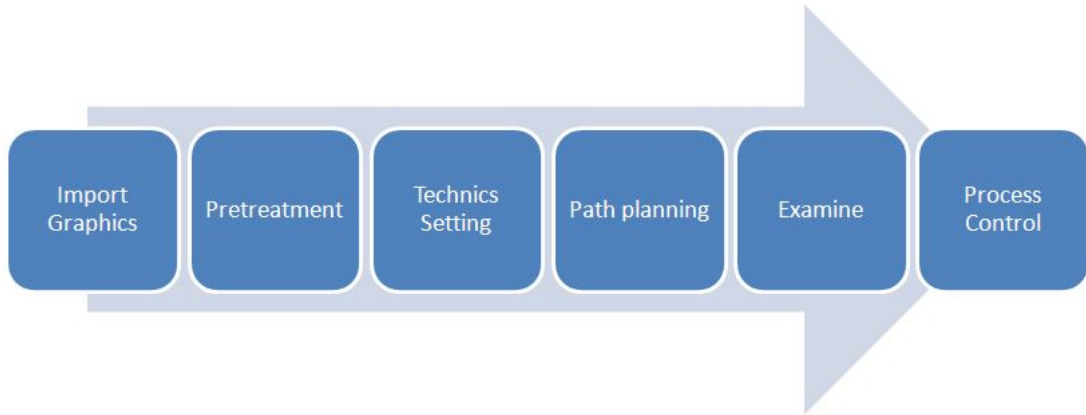 Import
Graphics
Pretreatment
Technics
Setting
Path planning
Examine
Process
Control